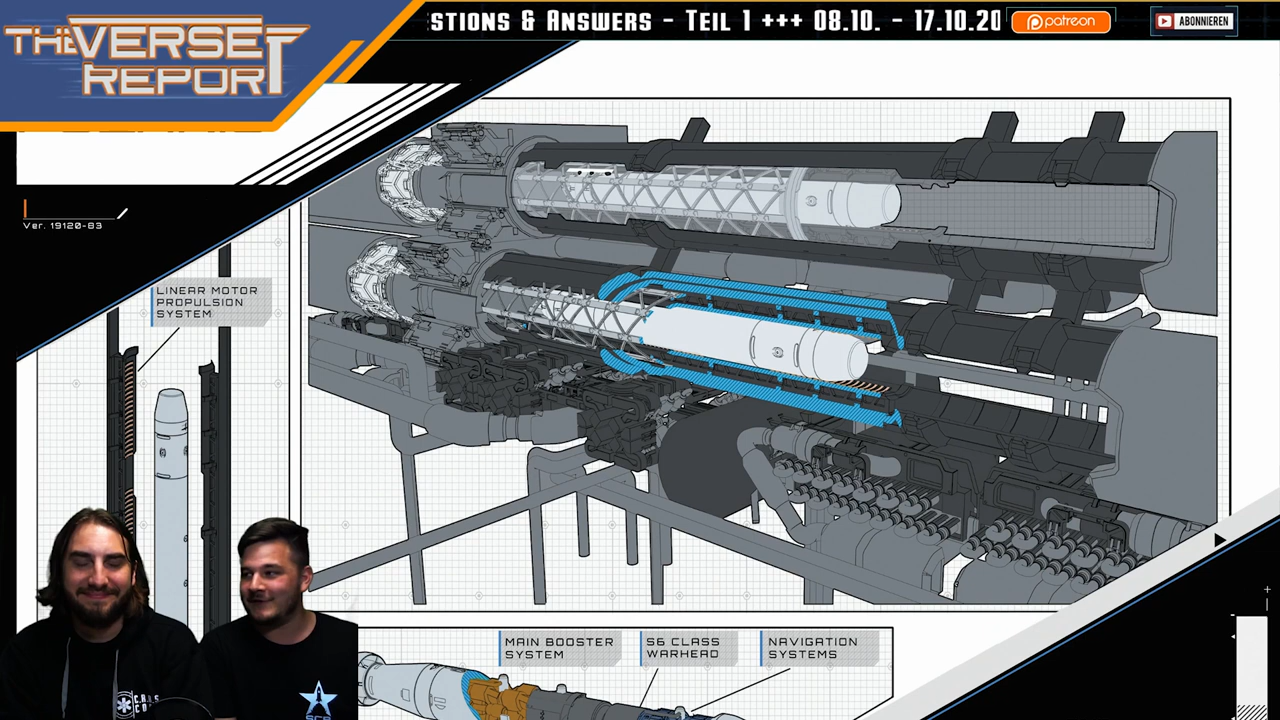 THE VERSE
REPORT
STIONS & ANSWERS - TEIL 1 +++ 08.10. - 17.10.20
patreon
ABONNIEREN
Ver. 19120-83
LINEAR MOTOR
PROPULSION
SYSTEM
MAIN BOOSTER
SYSTEM
S6 CLASS
WARHEAD
NAVIGATION
SYSTEMS